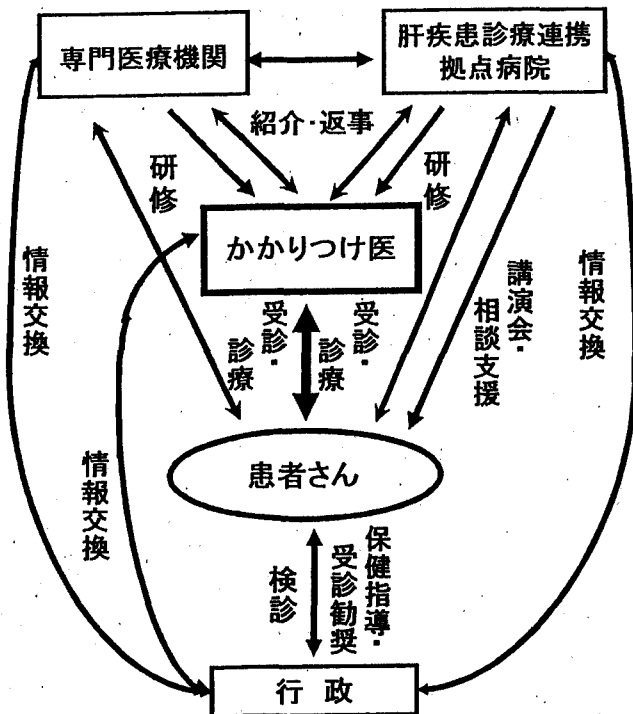 専門医療機関
肝疾患診療連携
拠点病院
紹介・返事
研修
研修
かかりつけ医
情報交換
受診・
診療
受診・
診療
講演会・
相談支援
情報交換
情報交換
患者さん
検診
保健指導・
受診勧奨
行政